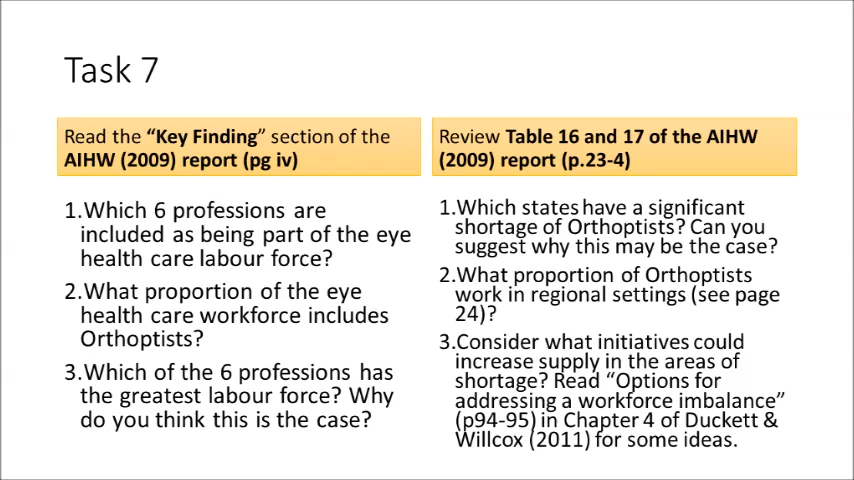 Task 7
Read the “Key Finding” section of the
AIHW (2009) report (pg iv)
1.Which 6 professions are
included as being part of the eye
health care labour force?
2.What proportion of the eye
health care workforce includes
Orthoptists?
3.Which of the 6 professions has
the greatest labour force? Why
do you think this is the case?
Review Table 16 and 17 of the AIHW
(2009) report (p.23-4)
1.Which states have a significant
shortage of Orthoptists? Can you
suggest why this may be the case?
2.What proportion of Orthoptists
work in regional settings (see page
24)?
3.Consider what initiatives could
increase supply in the areas of
shortage? Read “Options for
addressing a workforce imbalance”
(p94-95) in Chapter 4 of Duckett &
Willcox (2011) for some ideas.